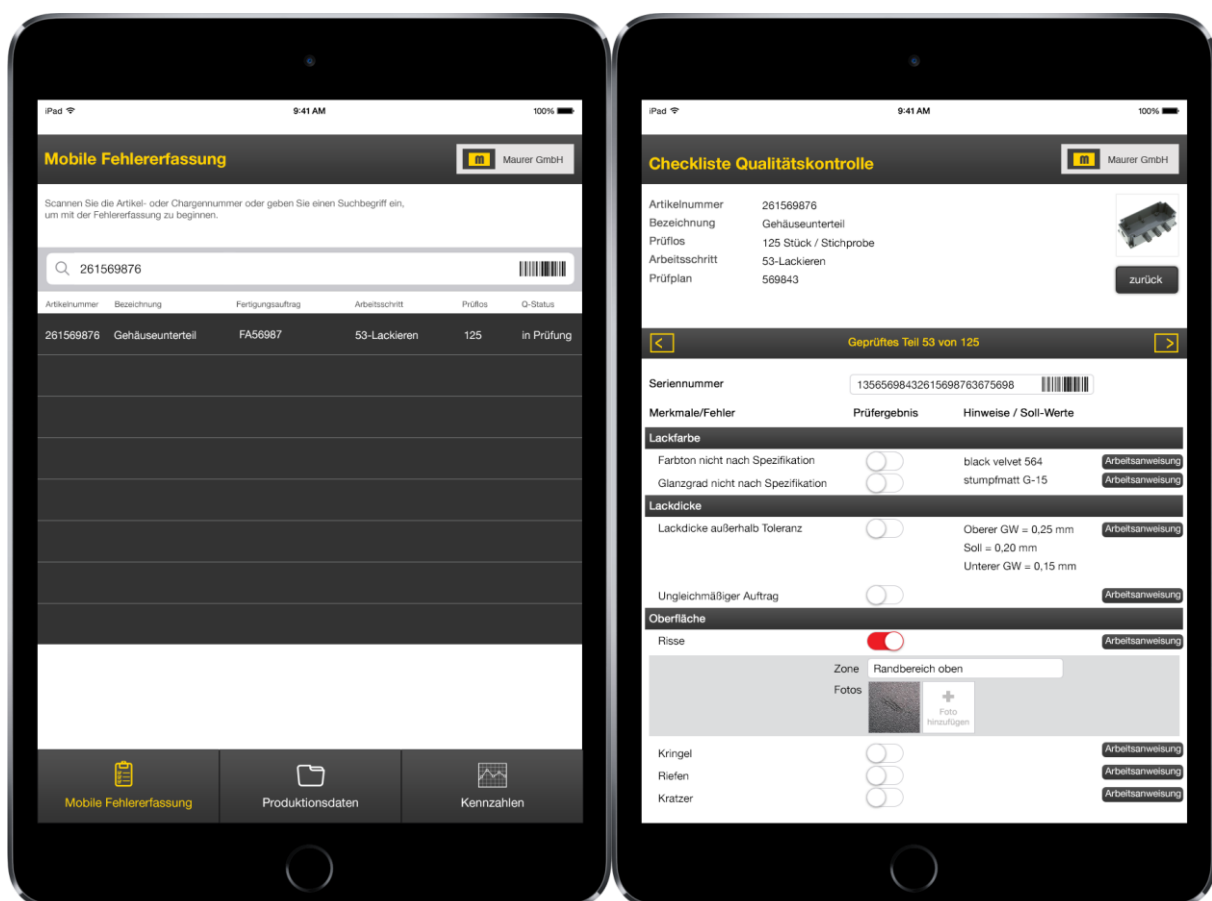 iPad 9:41 AM 100%
Mobile Fehlererfassung
m Maurer GmbH
Scannen Sie die Artikel- oder Chargennummer oder geben Sie einen Suchbegriff ein,
um mit der Fehlererfassung zu beginnen.
261569876
Artikelnummer Bezeichnung Fertigungsauftrag Arbeitsschritt Prüflos Q-Status
261569876 Gehäuseunterteil FA56987 53-Lackieren 125 in Prüfung
Mobile Fehlererfassung Produktionsdaten Kennzahlen
iPad 9:41 AM 100%
Checkliste Qualitätskontrolle
m Maurer GmbH
Artikelnummer 261569876
Bezeichnung Gehäuseunterteil
Prüflos 125 Stück / Stichprobe
Arbeitsschritt 53-Lackieren
Prüfplan 569843
zurück
< Geprüftes Teil 53 von 125 >
Seriennummer 13565698432615698763675698
Merkmale/Fehler Prüfergebnis Hinweise / Soll-Werte
Lackfarbe
Farbton nicht nach Spezifikation black velvet 564 Arbeitsanweisung
Glanzgrad nicht nach Spezifikation stumpfmatt G-15 Arbeitsanweisung
Lackdicke
Lackdicke außerhalb Toleranz Oberer GW = 0,25 mm Arbeitsanweisung
Soll = 0,20 mm
Unterer GW = 0,15 mm
Ungleichmäßiger Auftrag Arbeitsanweisung
Oberfläche
Risse Arbeitsanweisung
Zone Randbereich oben
Fotos
+ Foto
hinzufügen
Kringel Arbeitsanweisung
Riefen Arbeitsanweisung
Kratzer Arbeitsanweisung